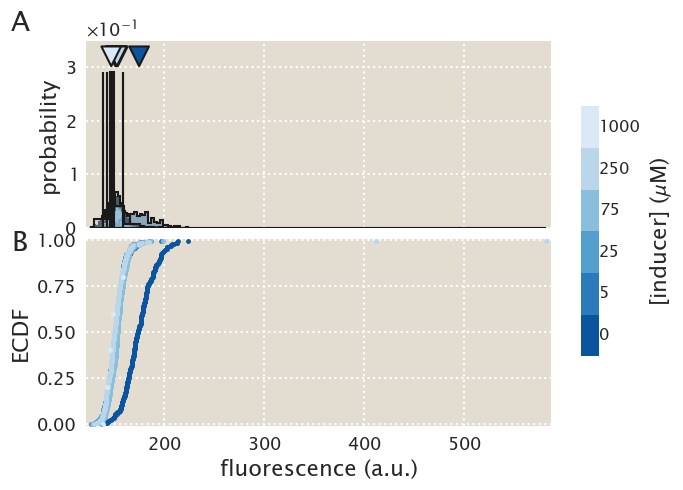 A
×10⁻¹
3
2
1
0
probability
B
1.00
0.75
0.50
0.25
0.00
ECDF
200 300 400 500
fluorescence (a.u.)
1000
250
75
25
5
0
[inducer] (μM)